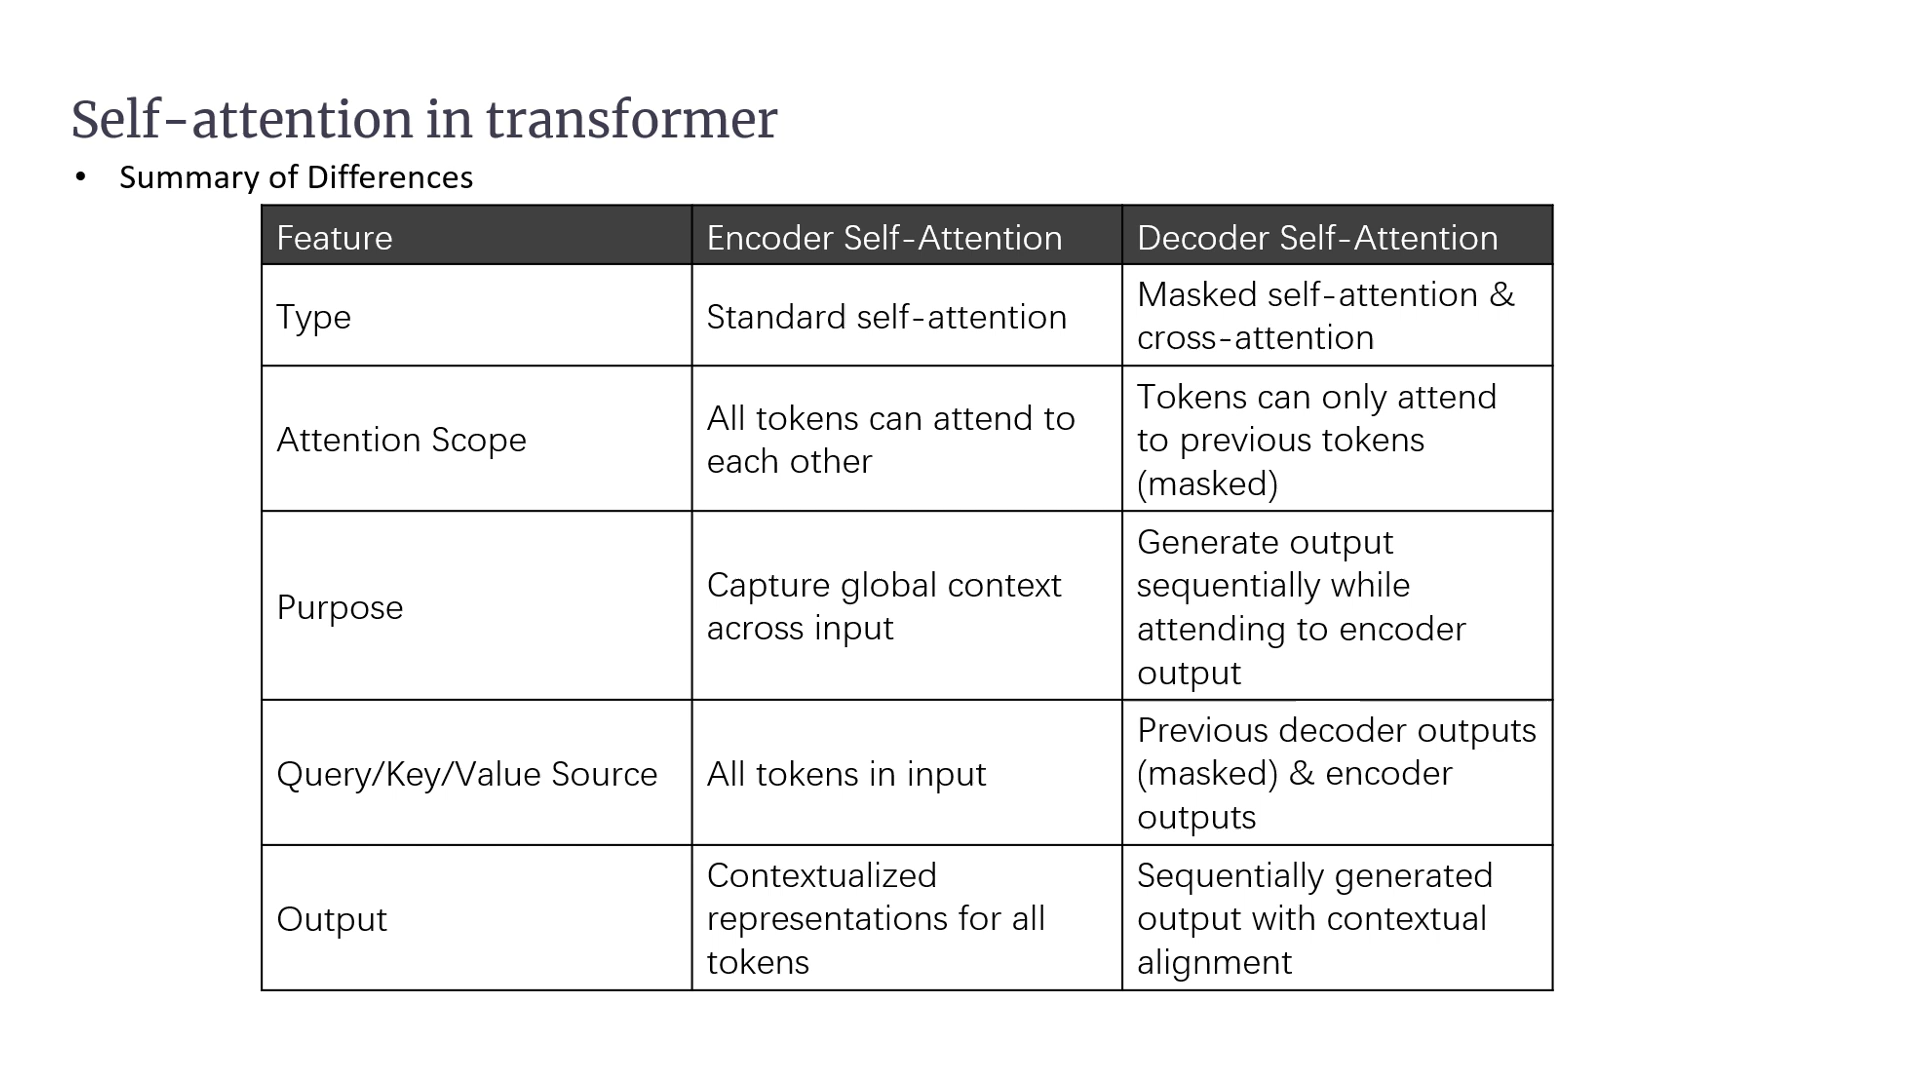 Self-attention in transformer
• Summary of Differences
Feature
Encoder Self-Attention
Decoder Self-Attention
Type
Standard self-attention
Masked self-attention &
cross-attention
Attention Scope
All tokens can attend to
each other
Tokens can only attend
to previous tokens
(masked)
Purpose
Capture global context
across input
Generate output
sequentially while
attending to encoder
output
Query/Key/Value Source
All tokens in input
Previous decoder outputs
(masked) & encoder
outputs
Output
Contextualized
representations for all
tokens
Sequentially generated
output with contextual
alignment